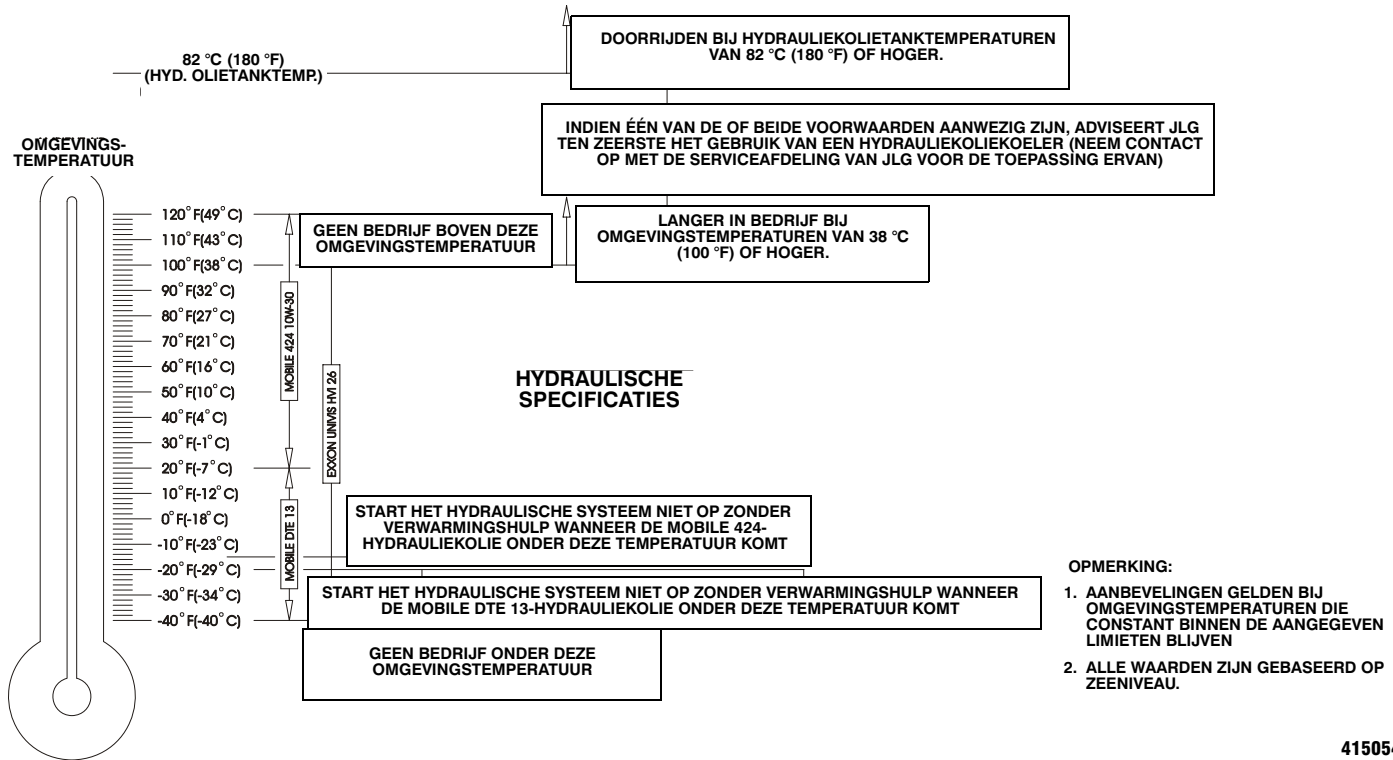 82 °C (180 °F)
(HYD. OLIETANKTEMP.)
DOORRIJDEN BIJ HYDRAULIEKOLIETANKTEMPERATUREN
VAN 82 °C (180 °F) OF HOGER.
INDIEN ÉÉN VAN DE OF BEIDE VOORWAARDEN AANWEZIG ZIJN, ADVISEERT JLG
TEN ZEERSTE HET GEBRUIK VAN EEN HYDRAULIEKOLIEKOELER (NEEM CONTACT
OP MET DE SERVICEAFDELING VAN JLG VOOR DE TOEPASSING ERVAN)
OMGEVINGS-
TEMPERATUUR
120° F(49° C)
110° F(43° C)
100° F(38° C)
90° F(32° C)
80° F(27° C)
70° F(21° C)
60° F(16° C)
50° F(10° C)
40° F(4° C)
30° F(-1° C)
20° F(-7° C)
10° F(-12° C)
0° F(-18° C)
-10° F(-23° C)
-20° F(-29° C)
-30° F(-34° C)
-40° F(-40° C)
MOBILE 424 10W-30
MOBILE DTE 13
EXXON UNIVIS HVI 26
GEEN BEDRIJF BOVEN DEZE
OMGEVINGSTEMPERATUUR
LANGER IN BEDRIJF BIJ
OMGEVINGSTEMPERATUREN VAN 38 °C
(100 °F) OF HOGER.
HYDRAULISCHE
SPECIFICATIES
START HET HYDRAULISCHE SYSTEEM NIET OP ZONDER
VERWARMINGSHULP WANNEER DE MOBILE 424-
HYDRAULIEKOLIE ONDER DEZE TEMPERATUUR KOMT
START HET HYDRAULISCHE SYSTEEM NIET OP ZONDER VERWARMINGSHULP WANNEER
DE MOBILE DTE 13-HYDRAULIEKOLIE ONDER DEZE TEMPERATUUR KOMT
GEEN BEDRIJF ONDER DEZE
OMGEVINGSTEMPERATUUR
OPMERKING:
1. AANBEVELINGEN GELDEN BIJ
OMGEVINGSTEMPERATUREN DIE
CONSTANT BINNEN DE AANGEGEVEN
LIMIETEN BLIJVEN
2. ALLE WAARDEN ZIJN GEBASEERD OP
ZEENIVEAU.
415054